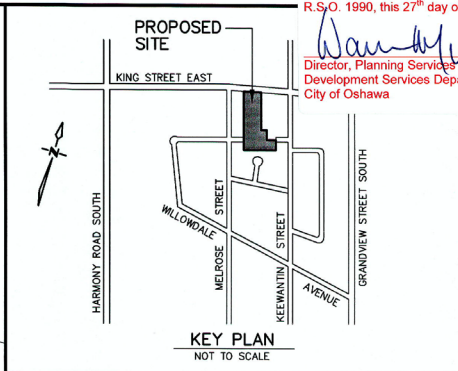 R.S.O. 1990, this 27th day o
Director, Planning Services
Development Services Depa
City of Oshawa
PROPOSED
SITE
KING STREET EAST
N
HARMONY ROAD SOUTH
WILLOWDALE
AVENUE
MELROSE STREET
KEEWANTIN STREET
GRANDVIEW STREET SOUTH
KEY PLAN
NOT TO SCALE